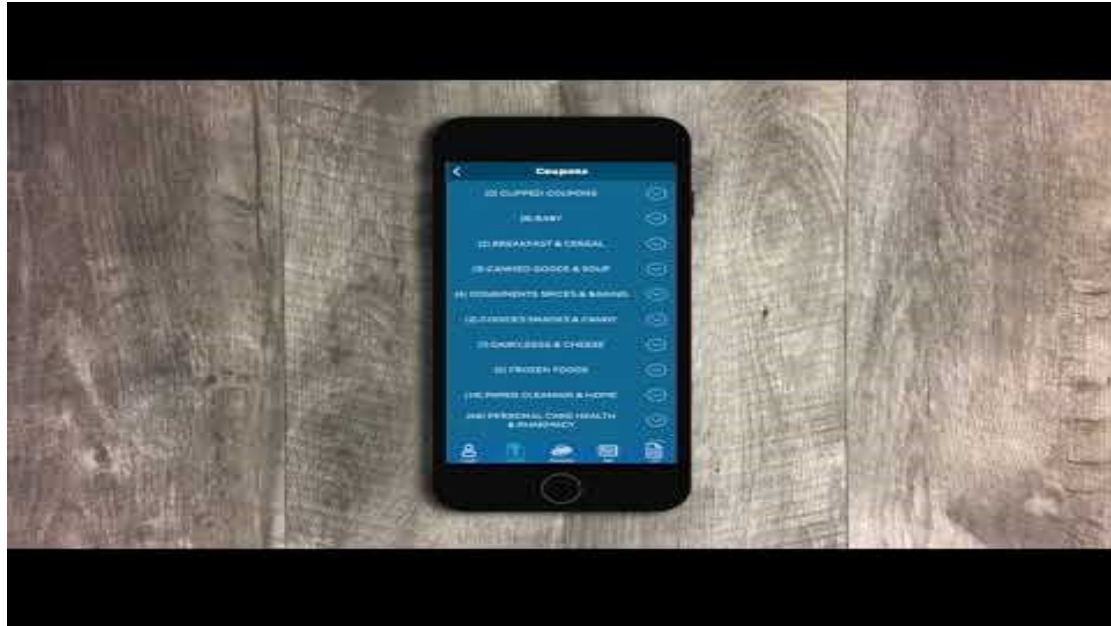 Coupons
CLIPPED COUPONS
BABY
BREAKFAST & CEREAL
CANNED GOODS & SOUP
CONDIMENTS SPICES & BAKING
COOKIES SNACKS & CANDY
DAIRY, EGGS & CHEESE
FROZEN FOODS
PAPER CLEANING & HOME
PERSONAL CARE HEALTH
& PHARMACY